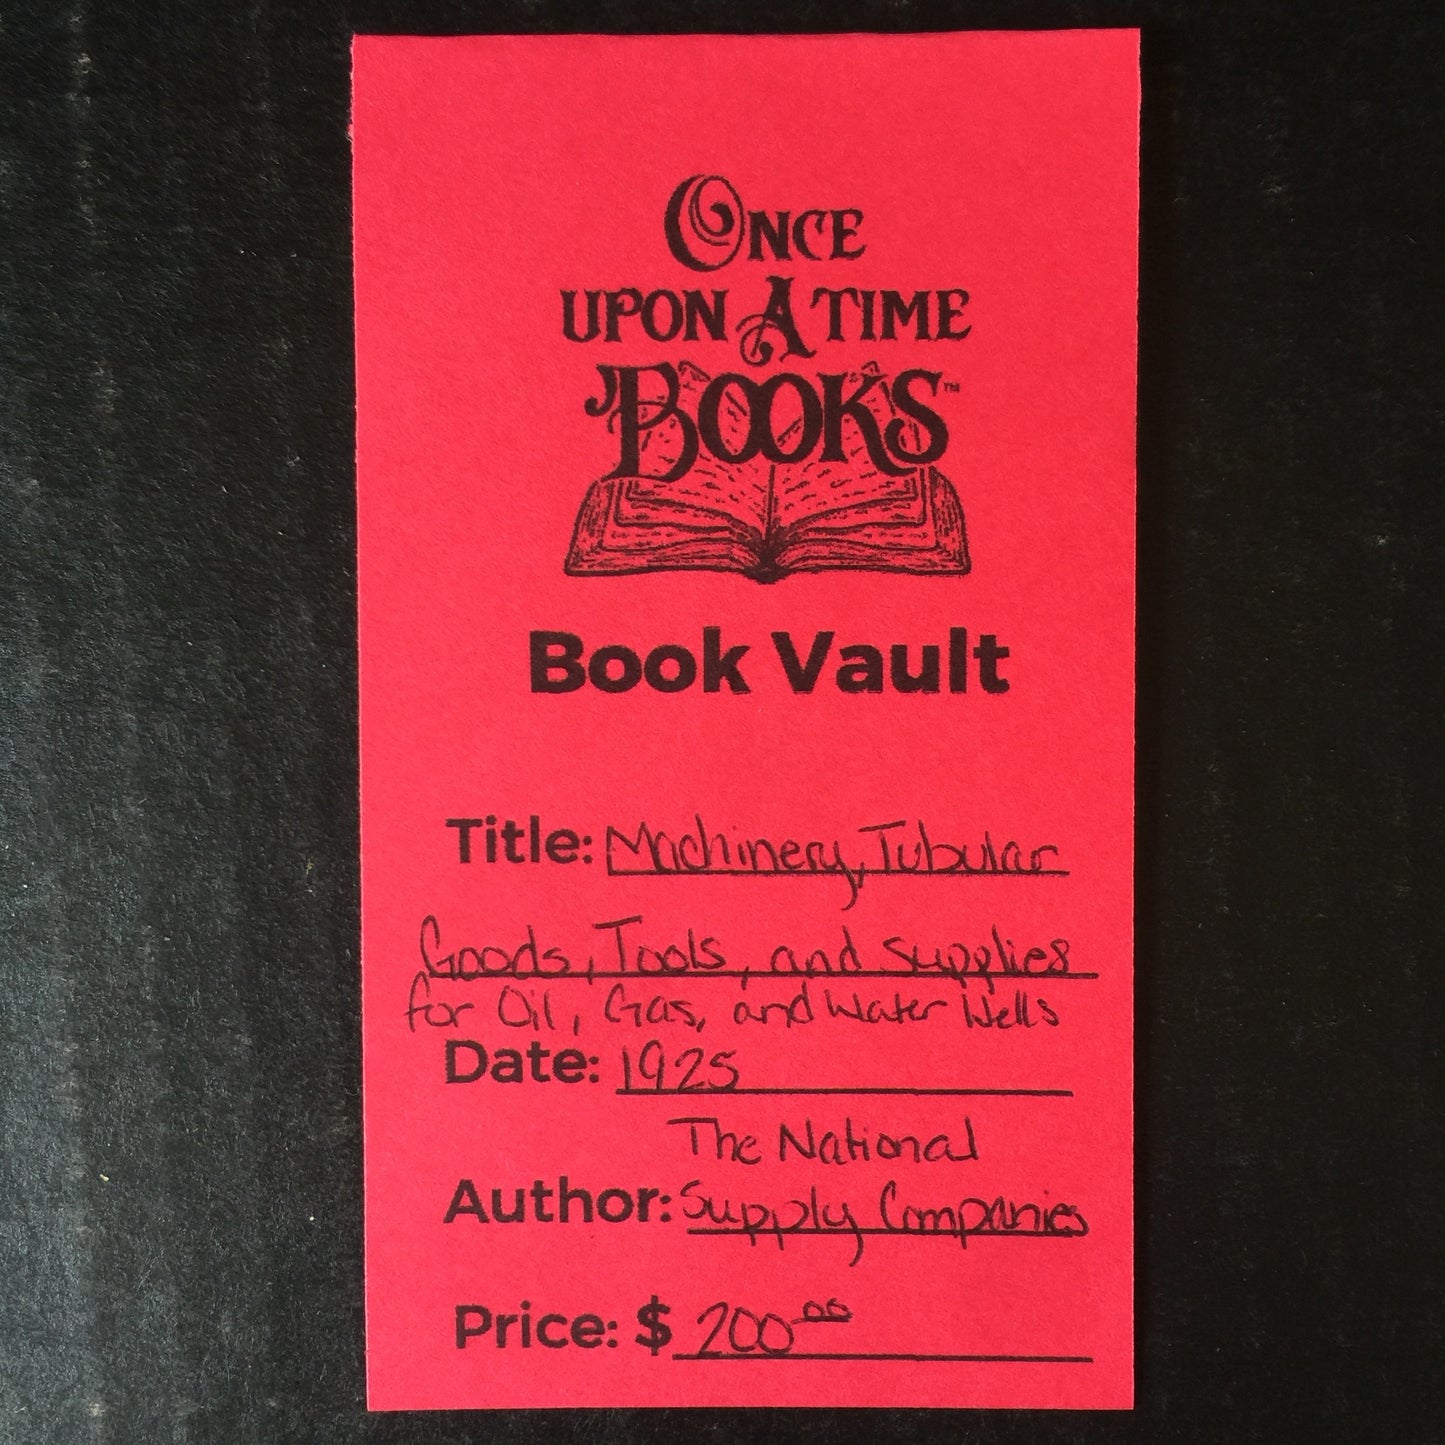 ONCE
UPON A TIME
BOOKS™
Book Vault
Title: Machinery, Tubular
Goods, Tools, and Supplies
for Oil, Gas, and Water Wells
Date: 1925
The National
Author: Supply Companies
Price: $ 200.00